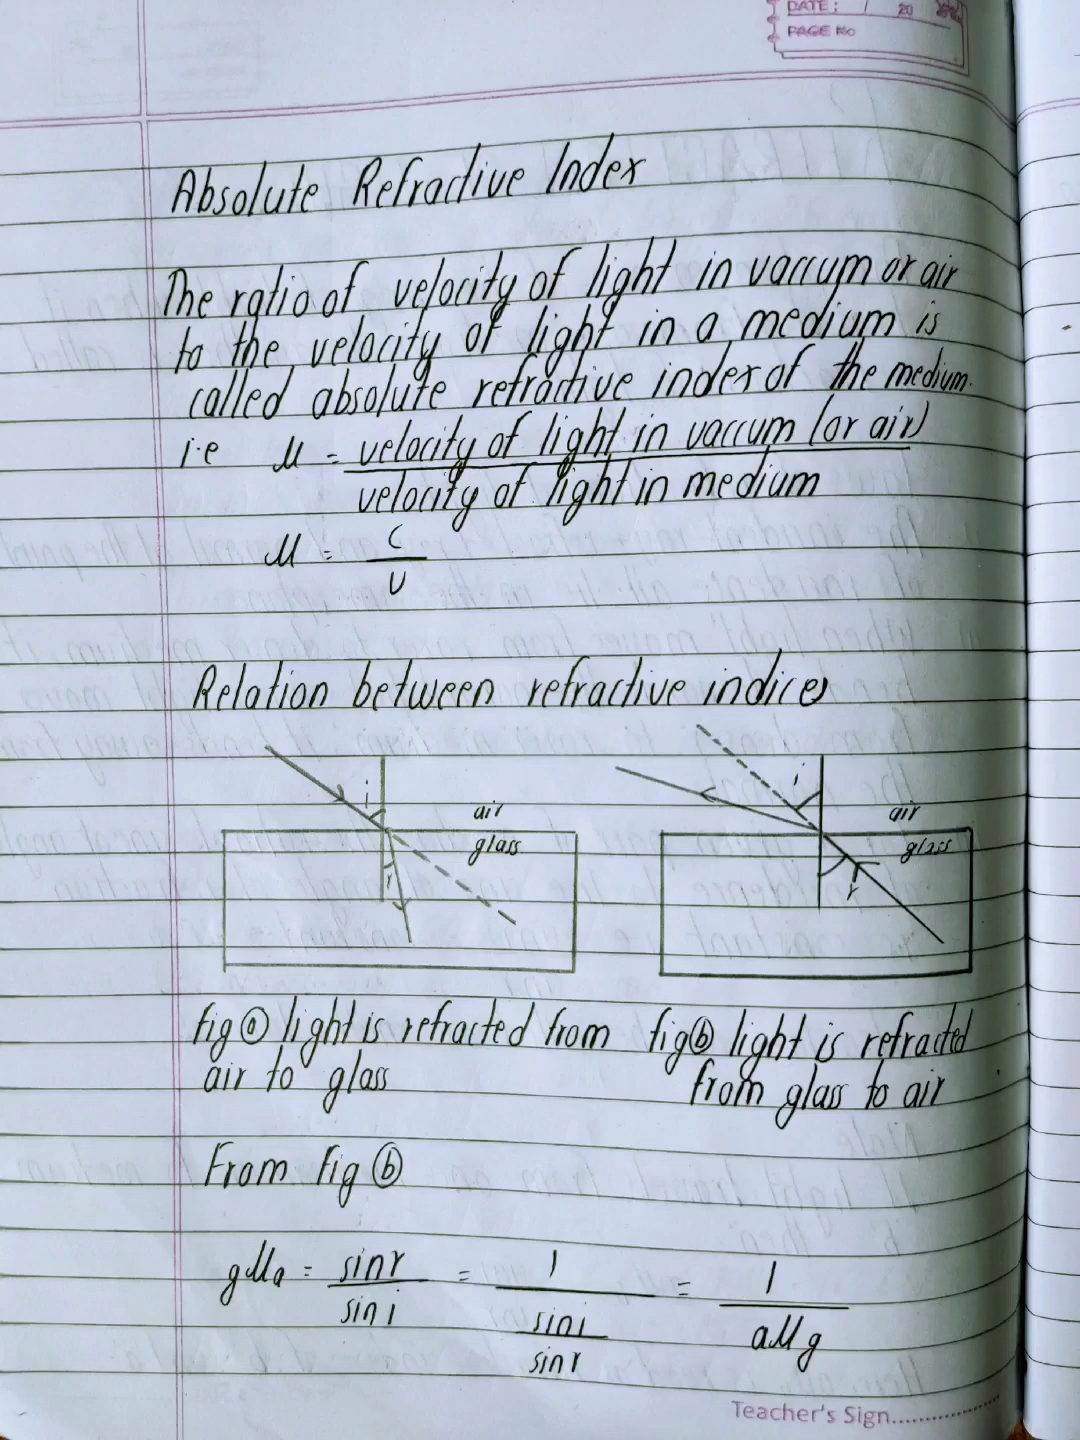 DATE: / 20
PAGE No
Absolute Refractive Index
The ratio of velocity of light in vaccum or air
to the velocity of light in a medium is
called absolute refractive index of the medium.
i.e μ = velocity of light in vaccum (or air)
velocity of light in medium
μ = c
v
Relation between refractive indices
i air
glass
r
i air
glass
r
fig ⓐ light is refracted from
air to glass
fig ⓑ light is refracted
from glass to air
From fig ⓑ
gμa = sinr = 1 = 1
sin i sini aμg
sinr
Teacher's Sign..................